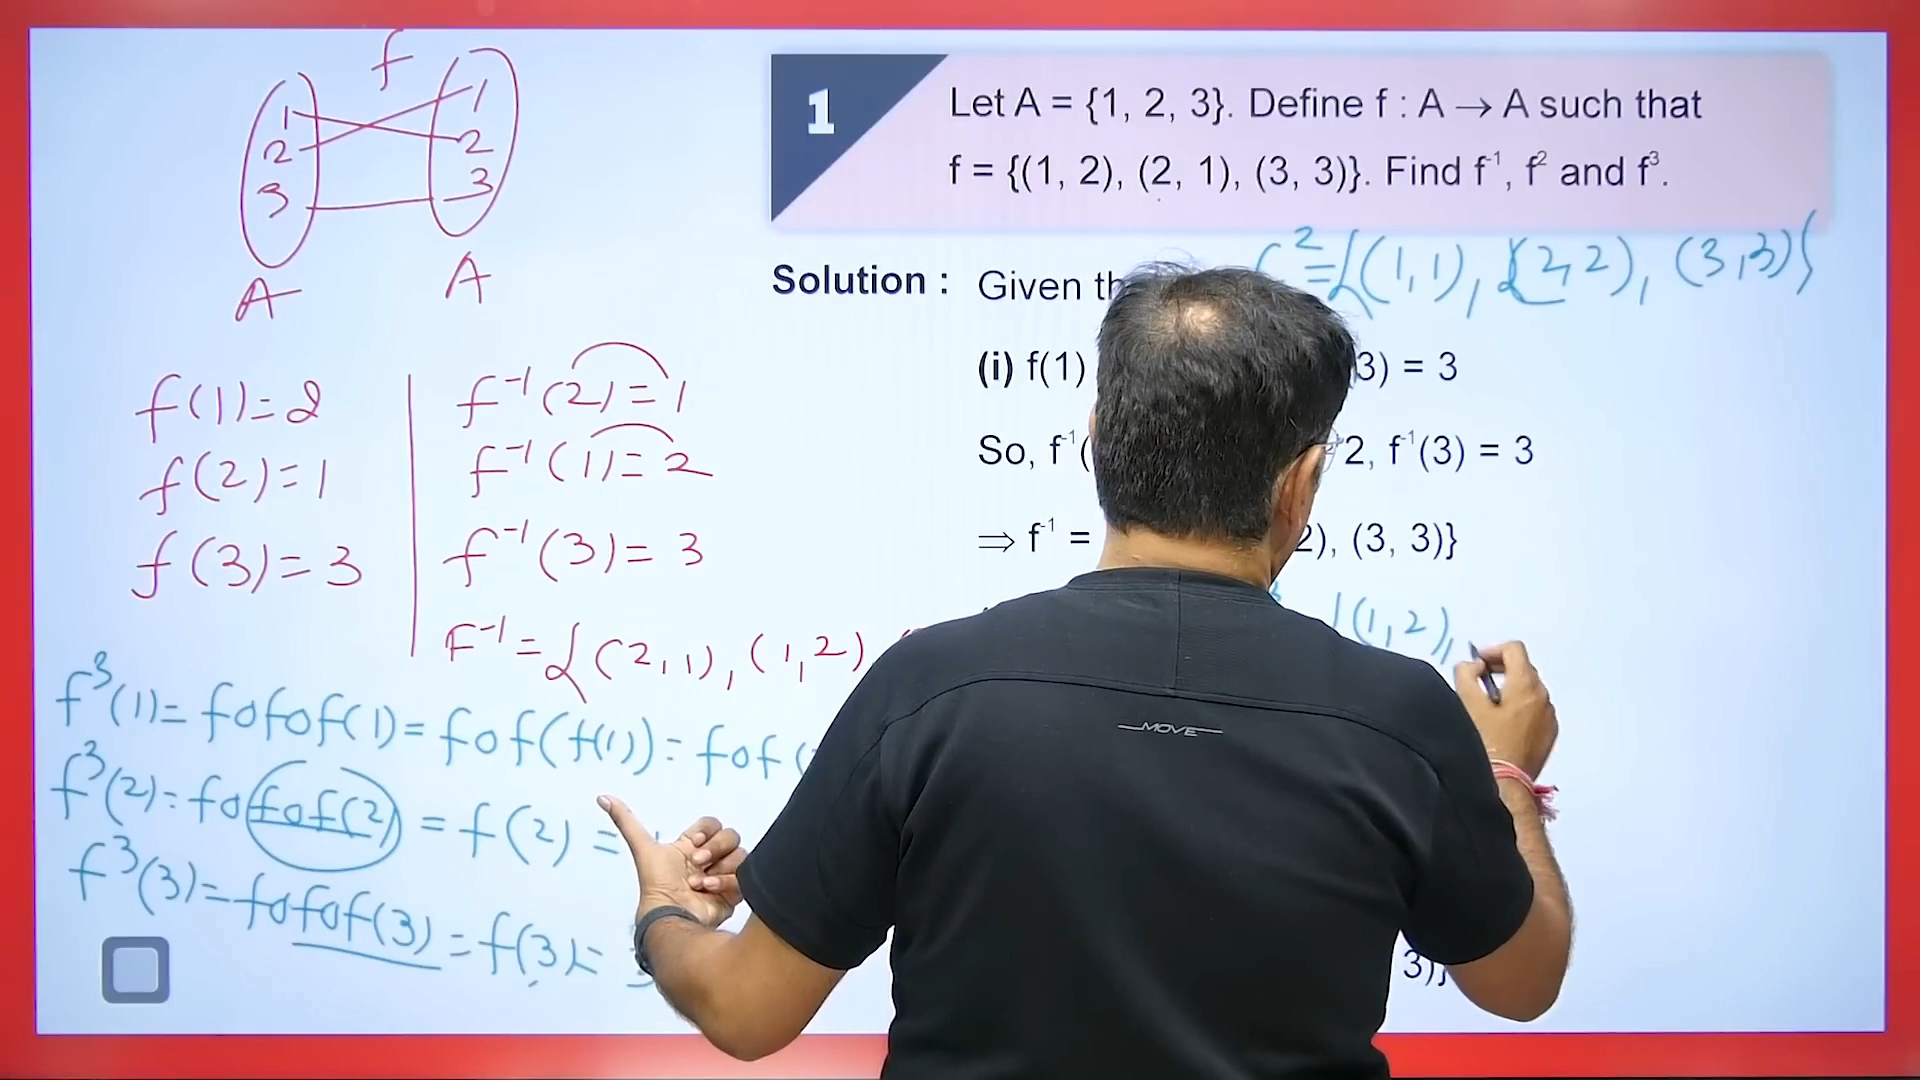 f
1 1
2 2
3 3
A A
1
Let A = {1, 2, 3}. Define f : A → A such that
f = {(1, 2), (2, 1), (3, 3)}. Find f⁻¹, f² and f³.
f² = {(1,1), (2,2), (3,3)}
Solution : Given
(i) f(1) 3) = 3
So, f⁻¹( 2, f⁻¹(3) = 3
⇒ f⁻¹ = 2), (3, 3)}
{(1,2),
3)}
f(1)=2
f(2)=1
f(3)=3
f⁻¹(2)=1
f⁻¹(1)=2
f⁻¹(3)=3
F⁻¹={(2,1),(1,2)
f³(1)=fofof(1)=fof(f(1))=fof(
f³(2)=fofof(2)=f(2)=
f³(3)=fofof(3)=f(3)=
MOVE